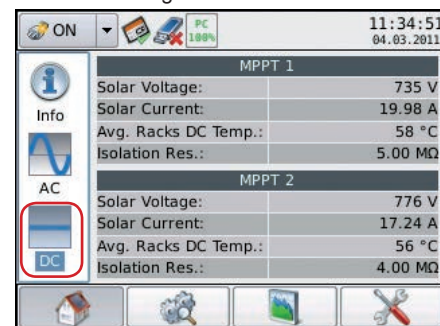 ON PC 100% 11:34:51
04.03.2011
Info
AC
DC
MPPT 1
Solar Voltage: 735 V
Solar Current: 19.98 A
Avg. Racks DC Temp.: 58 °C
Isolation Res.: 5.00 MΩ
MPPT 2
Solar Voltage: 776 V
Solar Current: 17.24 A
Avg. Racks DC Temp.: 56 °C
Isolation Res.: 4.00 MΩ